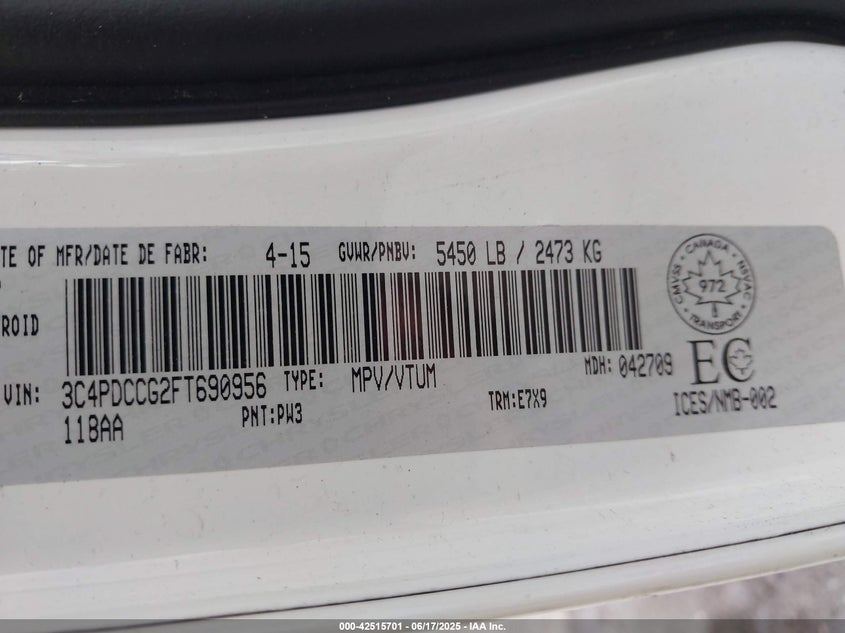 TE OF MFR/DATE DE FABR: 4-15 GVWR/PNBV: 5450 LB / 2473 KG
ROID
CMVSS CANADA NSVAC
972
TRANSPORT
VIN: 3C4PDCCG2FT690956 TYPE: MPV/VTUM MDH: 042709 EC
118AA PNT:PW3 TRM:E7X9 ICES/NMB-002
CHRYSLER
000-42515701 - 06/17/2025 - IAA Inc.